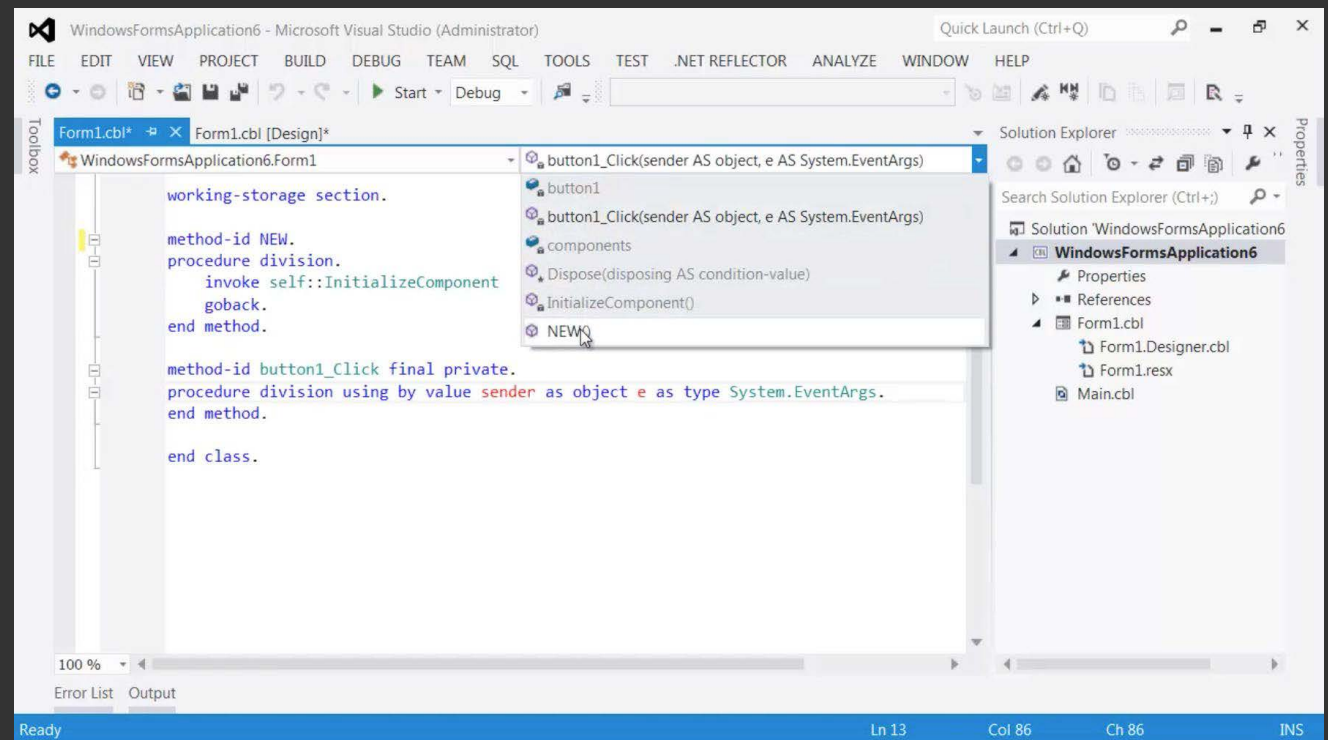 WindowsFormsApplication6 - Microsoft Visual Studio (Administrator)
Quick Launch (Ctrl+Q)
FILE EDIT VIEW PROJECT BUILD DEBUG TEAM SQL TOOLS TEST .NET REFLECTOR ANALYZE WINDOW HELP
Start Debug
Toolbox
Form1.cbl* Form1.cbl [Design]*
WindowsFormsApplication6.Form1
button1_Click(sender AS object, e AS System.EventArgs)
button1
button1_Click(sender AS object, e AS System.EventArgs)
components
Dispose(disposing AS condition-value)
InitializeComponent()
NEW()
working-storage section.
method-id NEW.
procedure division.
invoke self::InitializeComponent
goback.
end method.
method-id button1_Click final private.
procedure division using by value sender as object e as type System.EventArgs.
end method.
end class.
100 %
Error List Output
Solution Explorer
Search Solution Explorer (Ctrl+;)
Solution 'WindowsFormsApplication6
WindowsFormsApplication6
Properties
References
Form1.cbl
Form1.Designer.cbl
Form1.resx
Main.cbl
Properties
Ready Ln 13 Col 86 Ch 86 INS